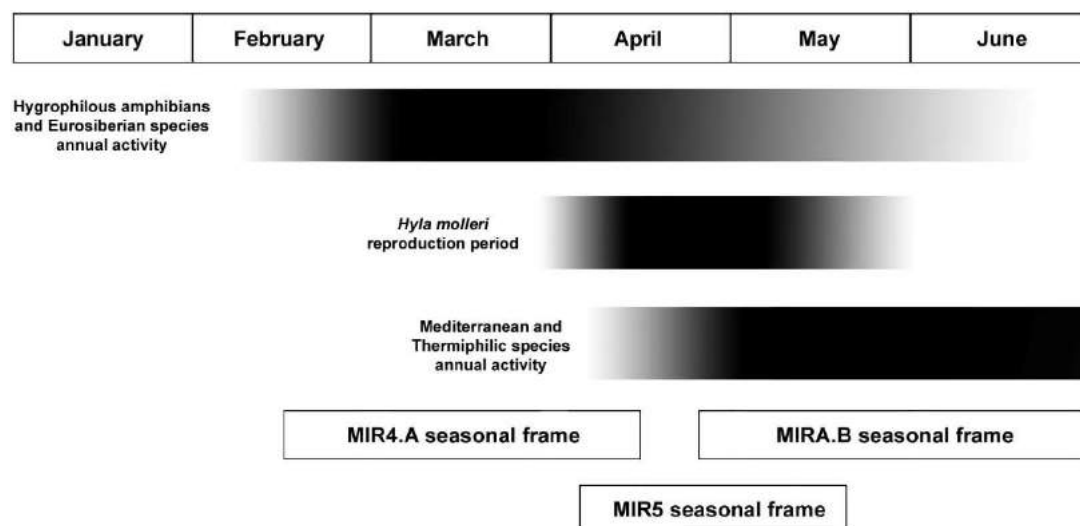 January February March April May June
Hygrophilous amphibians
and Eurosiberian species
annual activity
Hyla molleri
reproduction period
Mediterranean and
Thermiphilic species
annual activity
MIR4.A seasonal frame MIRA.B seasonal frame
MIR5 seasonal frame